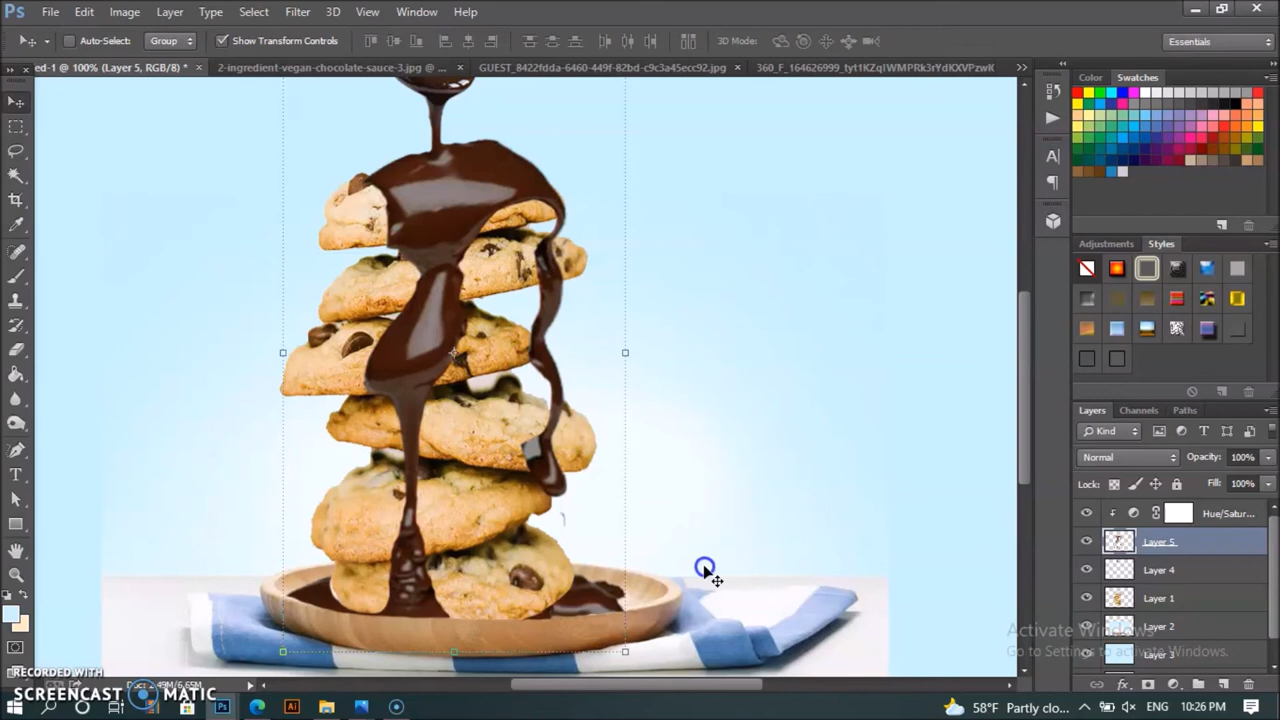 Ps File Edit Image Layer Type Select Filter 3D View Window Help
Auto-Select: Group Show Transform Controls 3D Mode: Essentials
ed-1 @ 100% (Layer 5, RGB/8) * × 2-ingredient-vegan-chocolate-sauce-3.jpg @ ... × GUEST_8422fdda-6460-449f-82bd-c9c3a45ecc92.jpg × 360_F_164626999_tyt1KZqIWMPRk3rYdKXXVPzwK
Color Swatches
Adjustments Styles
Layers Channels Paths
Kind
Normal Opacity: 100%
Lock: Fill: 100%
Hue/Satur...
Layer 5
Layer 4
Layer 1
Layer 2
Layer 3
Activate Windows
Go to Settings to activate Windows.
RECORDED WITH
SCREENCAST MATIC
58°F Partly clo... ENG 10:26 PM